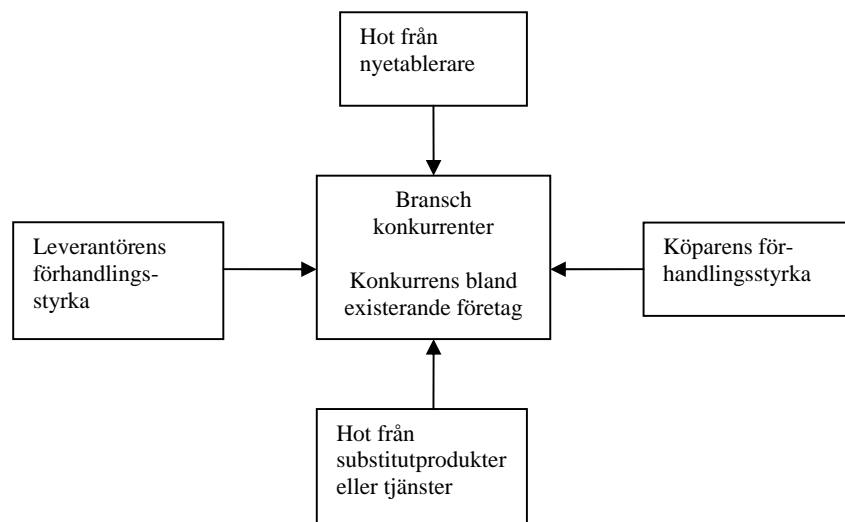 Hot från
nyetablerare
Bransch
konkurrenter
Konkurrens bland
existerande företag
Leverantörens
förhandlings-
styrka
Köparens för-
handlingsstyrka
Hot från
substitutprodukter
eller tjänster